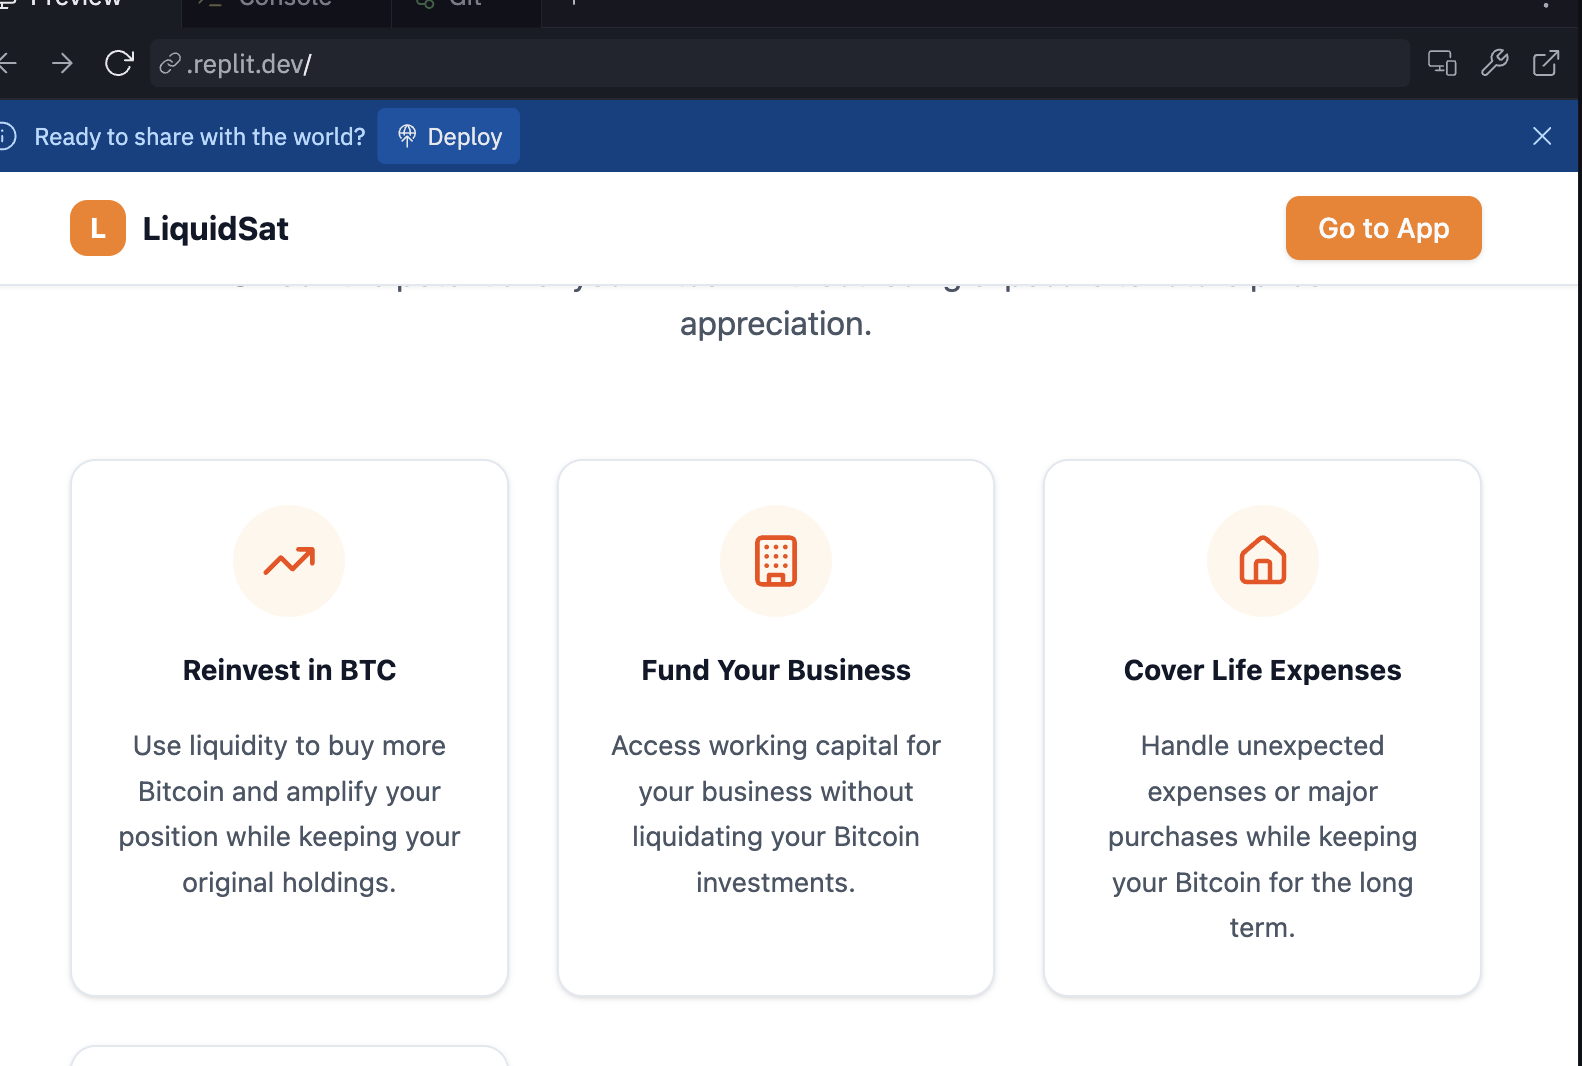 Preview
Console
Git
.replit.dev/
Ready to share with the world?
Deploy
L
LiquidSat
Go to App
appreciation.
Reinvest in BTC
Use liquidity to buy more
Bitcoin and amplify your
position while keeping your
original holdings.
Fund Your Business
Access working capital for
your business without
liquidating your Bitcoin
investments.
Cover Life Expenses
Handle unexpected
expenses or major
purchases while keeping
your Bitcoin for the long
term.